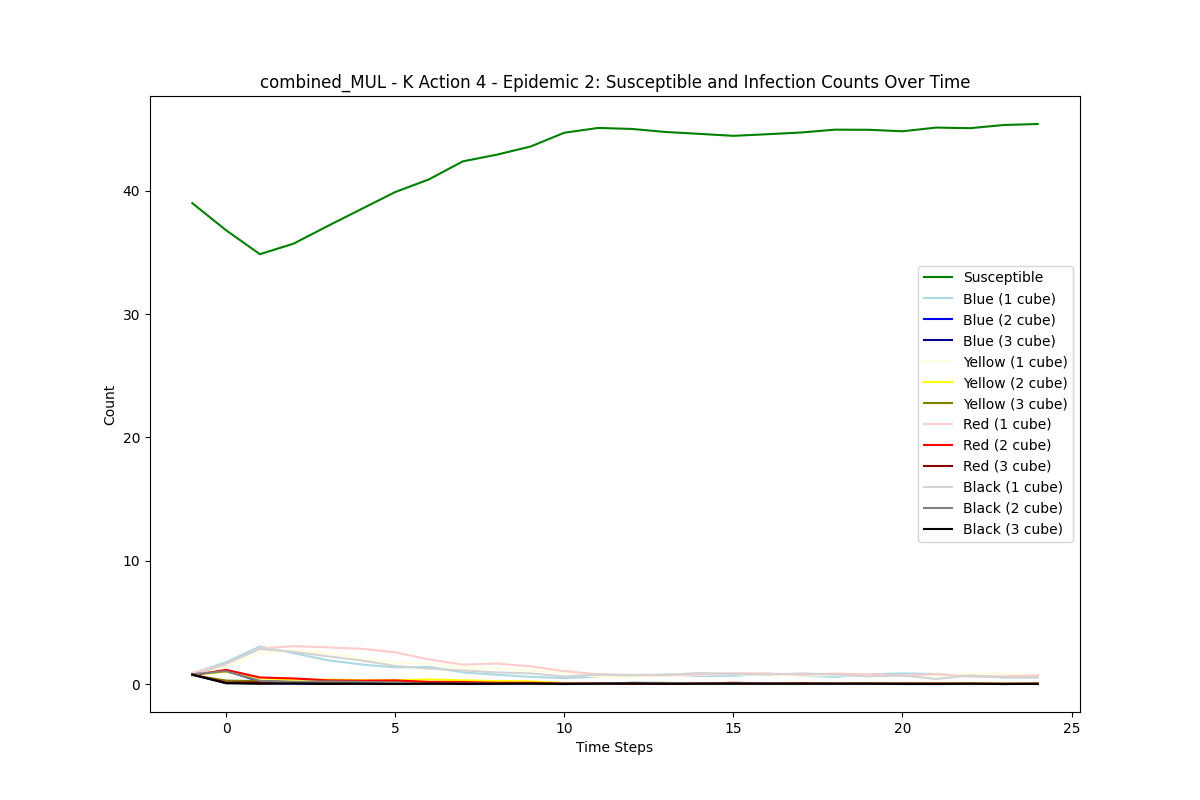 combined_MUL - K Action 4 - Epidemic 2: Susceptible and Infection Counts Over Time
Count
40
30
20
10
0
Susceptible
Blue (1 cube)
Blue (2 cube)
Blue (3 cube)
Yellow (1 cube)
Yellow (2 cube)
Yellow (3 cube)
Red (1 cube)
Red (2 cube)
Red (3 cube)
Black (1 cube)
Black (2 cube)
Black (3 cube)
0 5 10 15 20 25
Time Steps